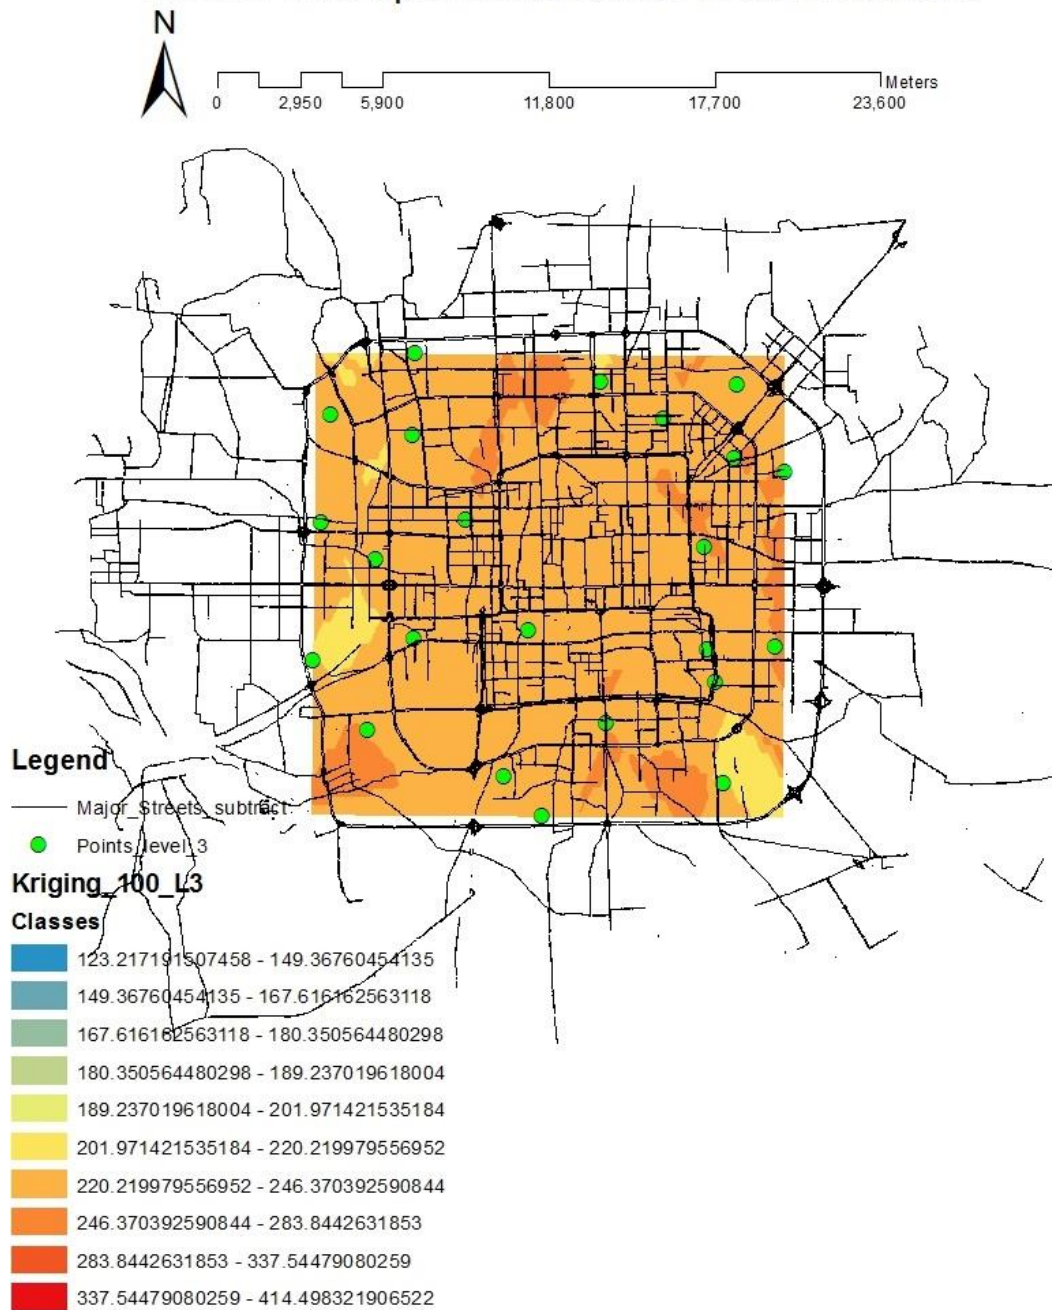 N
Meters
0 2,950 5,900 11,800 17,700 23,600
Legend
Major_Streets_subtract
Points_level_3
Kriging_100_L3
Classes
123.217191507458 - 149.36760454135
149.36760454135 - 167.616162563118
167.616162563118 - 180.350564480298
180.350564480298 - 189.237019618004
189.237019618004 - 201.971421535184
201.971421535184 - 220.219979556952
220.219979556952 - 246.370392590844
246.370392590844 - 283.8442631853
283.8442631853 - 337.54479080259
337.54479080259 - 414.498321906522